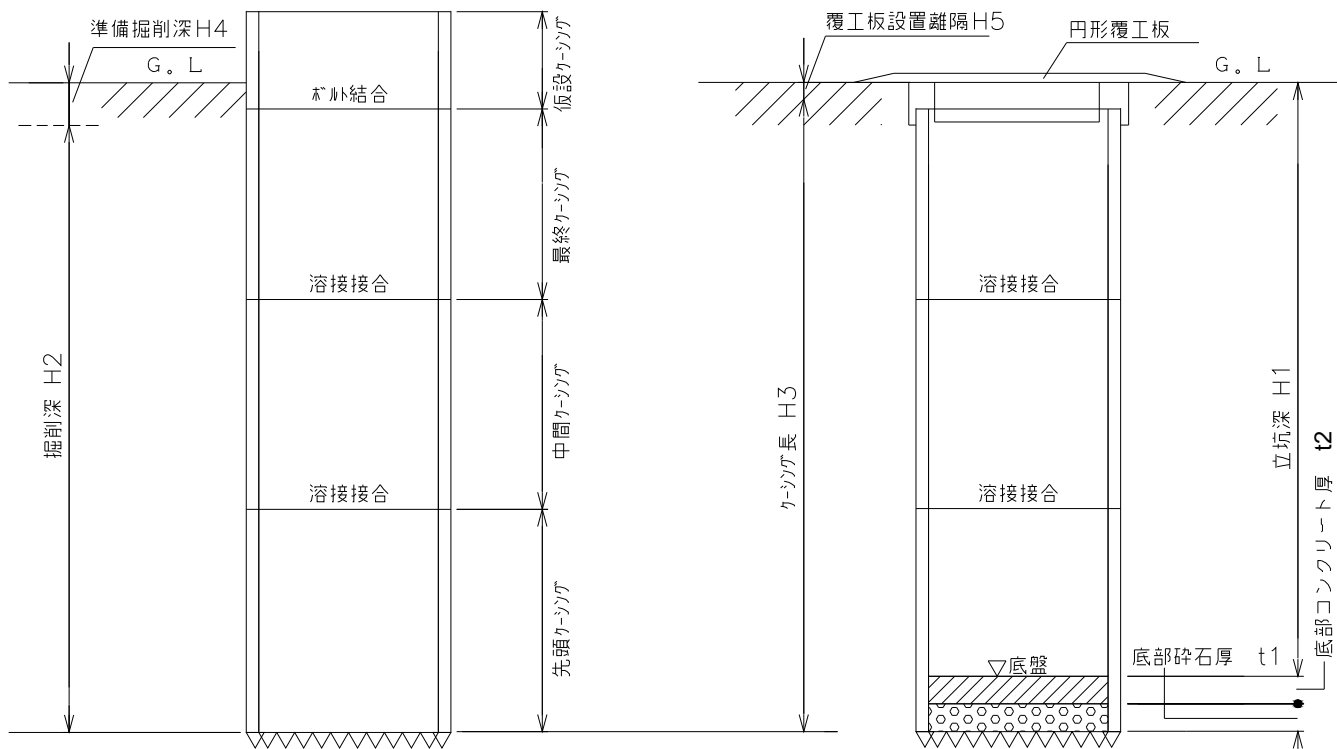 準備掘削深H4
G。L
ボルト結合
溶接接合
溶接接合
掘削深 H2
仮設ケーシング
最終ケーシング
中間ケーシング
先頭ケーシング
覆工板設置離隔H5
円形覆工板
G。L
溶接接合
溶接接合
ケーシング長 H3
立坑深 H1
底部コンクリート厚 t2
底部砕石厚 t1
▽底盤